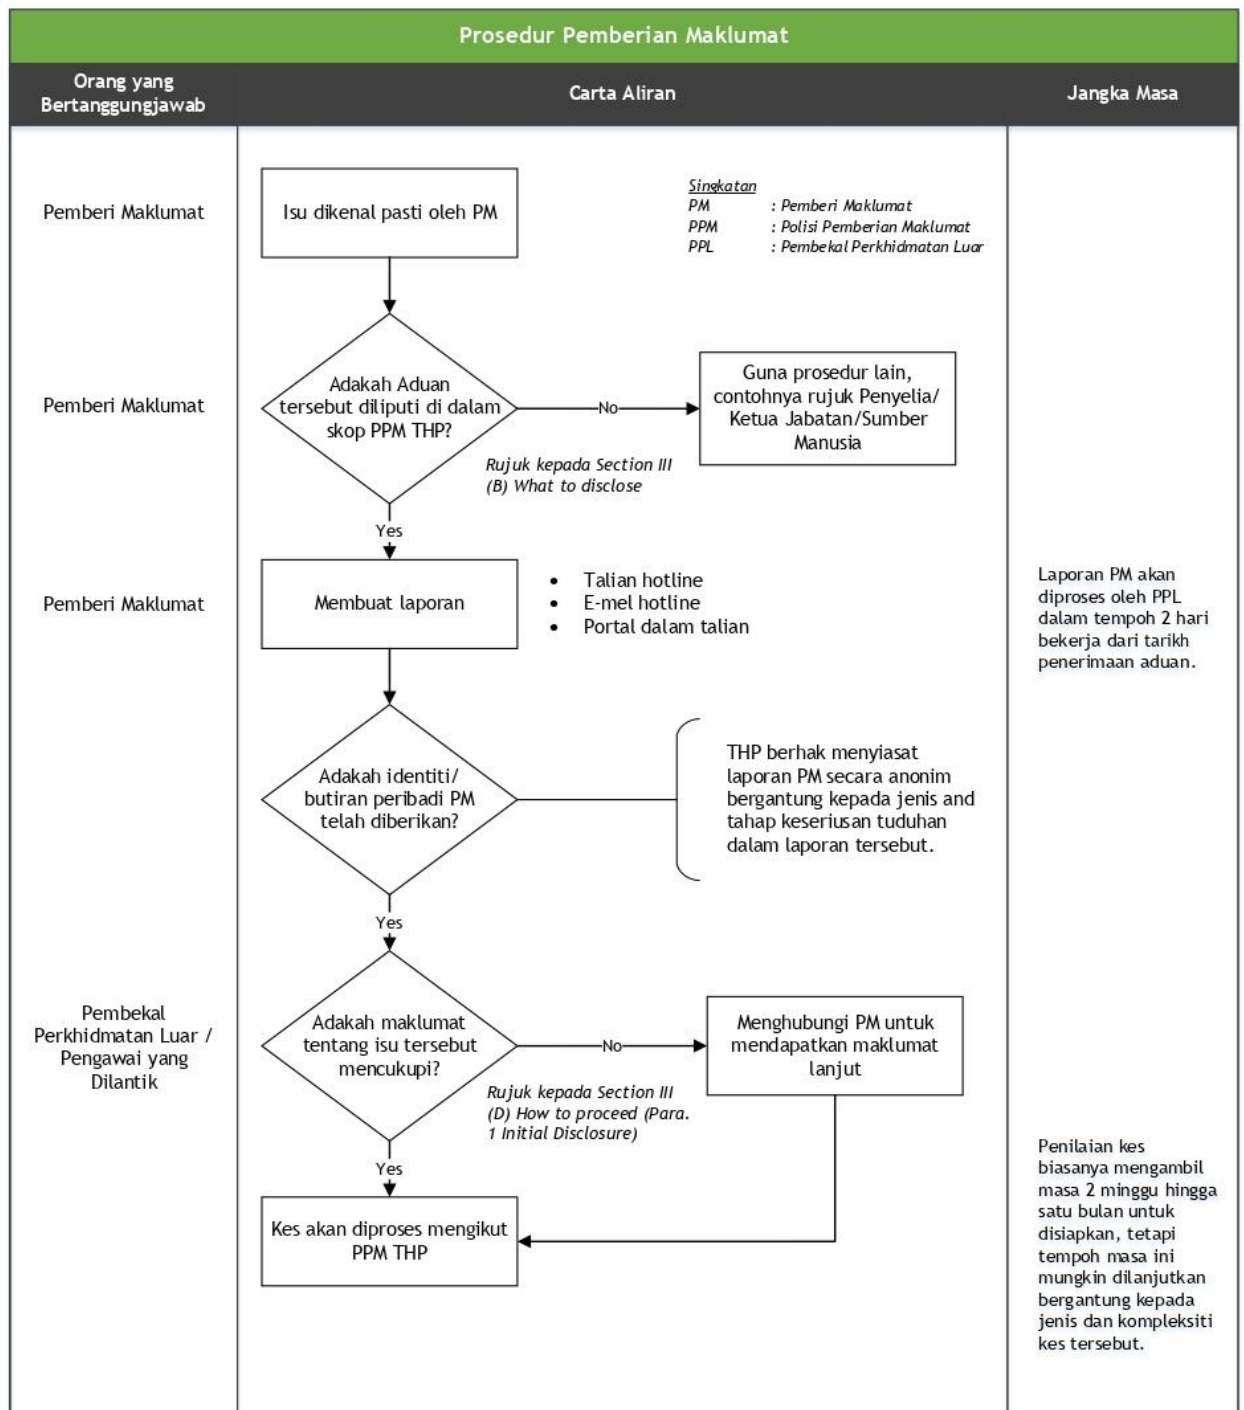 Prosedur Pemberian Maklumat
Orang yang
Bertanggungjawab
Carta Aliran
Jangka Masa
Pemberi Maklumat
Isu dikenal pasti oleh PM
Singkatan
PM : Pemberi Maklumat
PPM : Polisi Pemberian Maklumat
PPL : Pembekal Perkhidmatan Luar
Pemberi Maklumat
Adakah Aduan
tersebut diliputi di dalam
skop PPM THP?
No
Guna prosedur lain,
contohnya rujuk Penyelia/
Ketua Jabatan/Sumber
Manusia
Rujuk kepada Section III
(B) What to disclose
Yes
Pemberi Maklumat
Membuat laporan
• Talian hotline
• E-mel hotline
• Portal dalam talian
Laporan PM akan
diproses oleh PPL
dalam tempoh 2 hari
bekerja dari tarikh
penerimaan aduan.
Adakah identiti/
butiran peribadi PM
telah diberikan?
THP berhak menyiasat
laporan PM secara anonim
bergantung kepada jenis and
tahap keseriusan tuduhan
dalam laporan tersebut.
Yes
Pembekal
Perkhidmatan Luar /
Pengawai yang
Dilantik
Adakah maklumat
tentang isu tersebut
mencukupi?
No
Menghubungi PM untuk
mendapatkan maklumat
lanjut
Rujuk kepada Section III
(D) How to proceed (Para.
1 Initial Disclosure)
Yes
Kes akan diproses mengikut
PPM THP
Penilaian kes
biasanya mengambil
masa 2 minggu hingga
satu bulan untuk
disiapkan, tetapi
tempoh masa ini
mungkin dilanjutkan
bergantung kepada
jenis dan kompleksiti
kes tersebut.